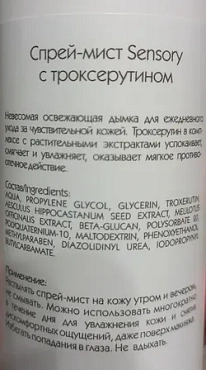 Спрей-мист Sensory
с троксерутином
Невесомая освежающая дымка для ежедневного
ухода за чувствительной кожей. Троксерутин в комп-
лексе с растительными экстрактами успокаивает,
смягчает и увлажняет, оказывает мягкое противо-
отечное действие.
Состав/Ingredients:
AQUA, PROPYLENE GLYCOL, GLYCERIN, TROXERUTIN,
AESCULUS HIPPOCASTANUM SEED EXTRACT, MELILOTUS
OFFICINALIS EXTRACT, BETA-GLUCAN, POLYSORBATE 80,
POLYQUATERNIUM-10, MALTODEXTRIN, PHENOXYETHANOL,
METHYLPARABEN, DIAZOLIDINYL UREA, IODOPROPYNYL
BUTYLCARBAMATE.
Применение:
Распылять спрей-мист на кожу утром и вечером,
не смывать. Можно использовать многократно
в течение дня для увлажнения кожи и снятия
дискомфортных ощущений, даже поверх макияжа.
Избегать попадания в глаза. Не вдыхать.